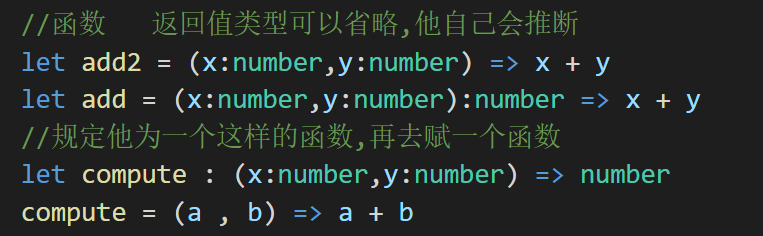 //函数   返回值类型可以省略,他自己会推断
let add2 = (x:number,y:number) => x + y
let add = (x:number,y:number):number => x + y
//规定他为一个这样的函数,再去赋一个函数
let compute : (x:number,y:number) => number
compute = (a , b) => a + b